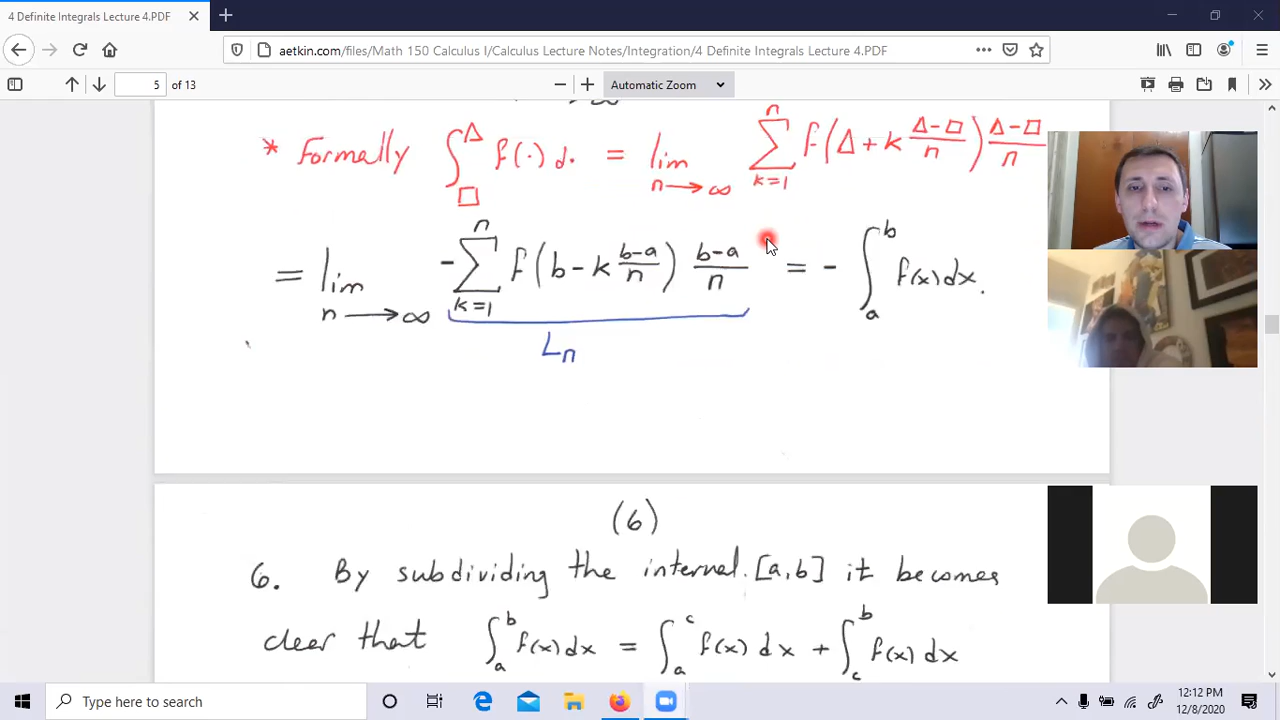 4 Definite Integrals Lecture 4.PDF
aetkin.com/files/Math 150 Calculus I/Calculus Lecture Notes/Integration/4 Definite Integrals Lecture 4.PDF
5 of 13
Automatic Zoom
* Formally ∫_□^Δ f(·) d· = lim_{n→∞} ∑_{k=1}^n f(Δ + k (Δ-□)/n) (Δ-□)/n
= lim_{n→∞} -∑_{k=1}^n f(b - k (b-a)/n) (b-a)/n = - ∫_a^b f(x)dx.
L_n
(6)
6. By subdividing the internal. [a,b] it becomes
clear that ∫_a^b f(x)dx = ∫_a^c f(x) dx + ∫_c^b f(x) dx
Type here to search
12:12 PM
12/8/2020